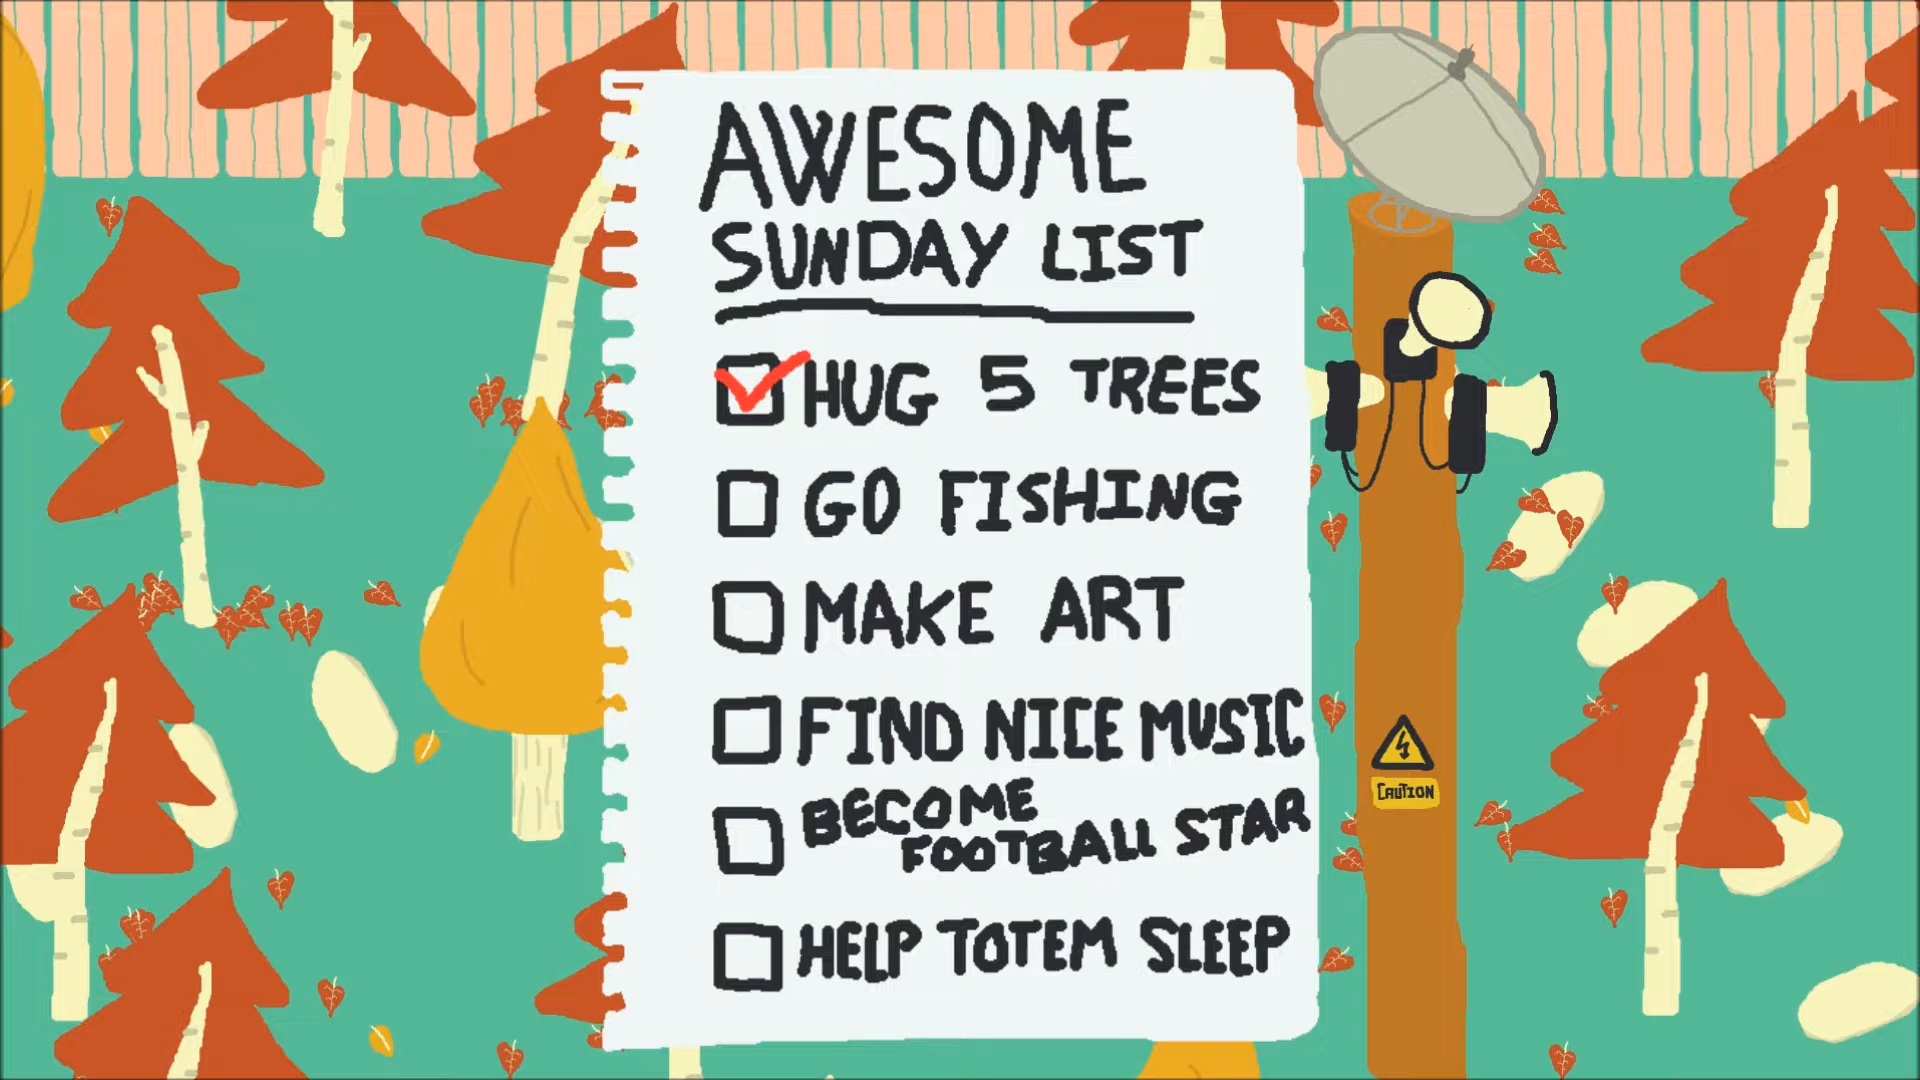 AWESOME
SUNDAY LIST
HUG 5 TREES
GO FISHING
MAKE ART
FIND NICE MUSIC
BECOME
FOOTBALL STAR
HELP TOTEM SLEEP
CAUTION